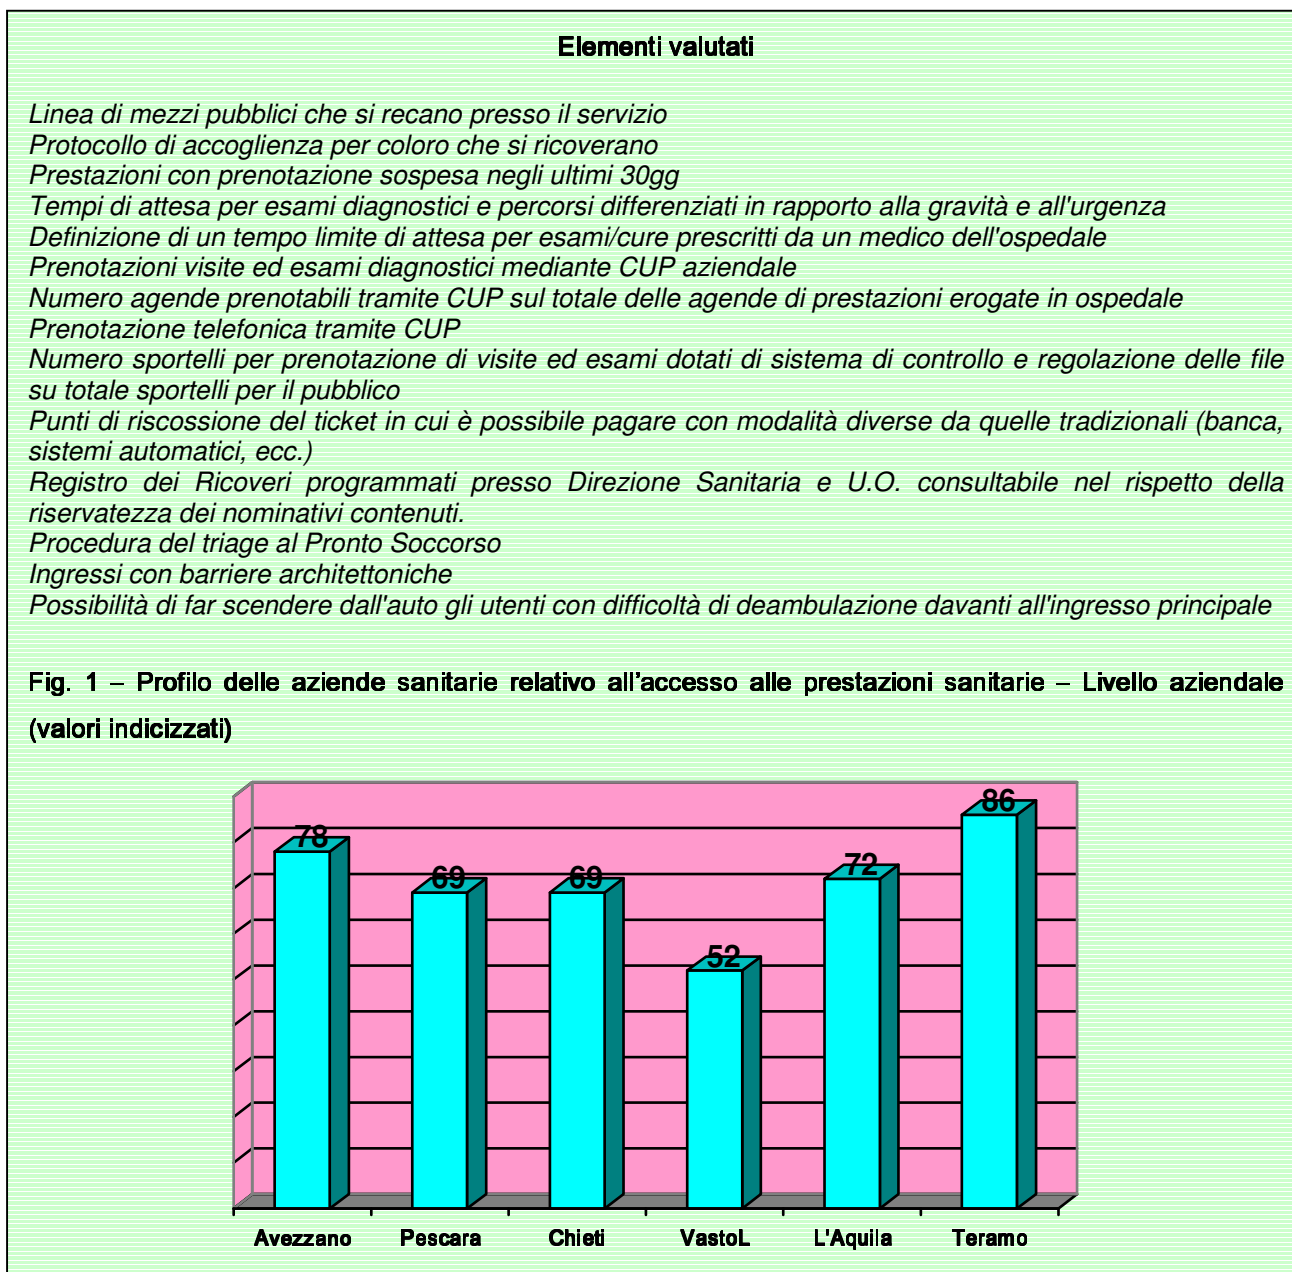 Elementi valutati
Linea di mezzi pubblici che si recano presso il servizio
Protocollo di accoglienza per coloro che si ricoverano
Prestazioni con prenotazione sospesa negli ultimi 30gg
Tempi di attesa per esami diagnostici e percorsi differenziati in rapporto alla gravità e all'urgenza
Definizione di un tempo limite di attesa per esami/cure prescritti da un medico dell'ospedale
Prenotazioni visite ed esami diagnostici mediante CUP aziendale
Numero agende prenotabili tramite CUP sul totale delle agende di prestazioni erogate in ospedale
Prenotazione telefonica tramite CUP
Numero sportelli per prenotazione di visite ed esami dotati di sistema di controllo e regolazione delle file
su totale sportelli per il pubblico
Punti di riscossione del ticket in cui è possibile pagare con modalità diverse da quelle tradizionali (banca,
sistemi automatici, ecc.)
Registro dei Ricoveri programmati presso Direzione Sanitaria e U.O. consultabile nel rispetto della
riservatezza dei nominativi contenuti.
Procedura del triage al Pronto Soccorso
Ingressi con barriere architettoniche
Possibilità di far scendere dall'auto gli utenti con difficoltà di deambulazione davanti all'ingresso principale
Fig. 1 – Profilo delle aziende sanitarie relativo all'accesso alle prestazioni sanitarie – Livello aziendale
(valori indicizzati)
78 69 69 52 72 86
Avezzano Pescara Chieti VastoL L'Aquila Teramo